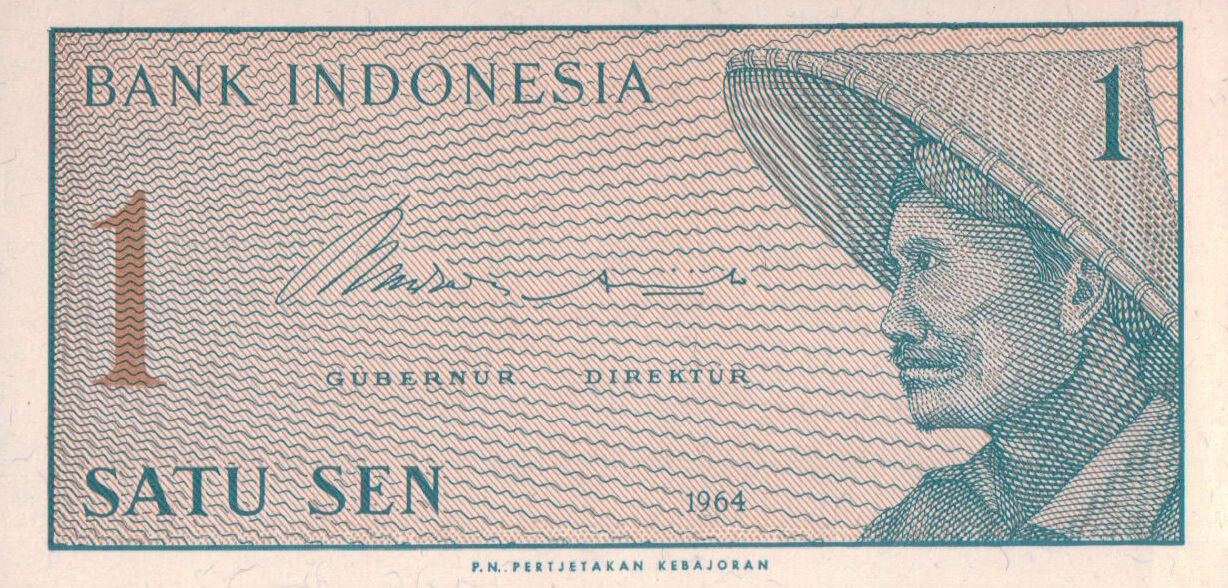 BANK INDONESIA
1
1
GUBERNUR DIREKTUR
SATU SEN
1964
P.N. PERTJETAKAN KEBAJORAN